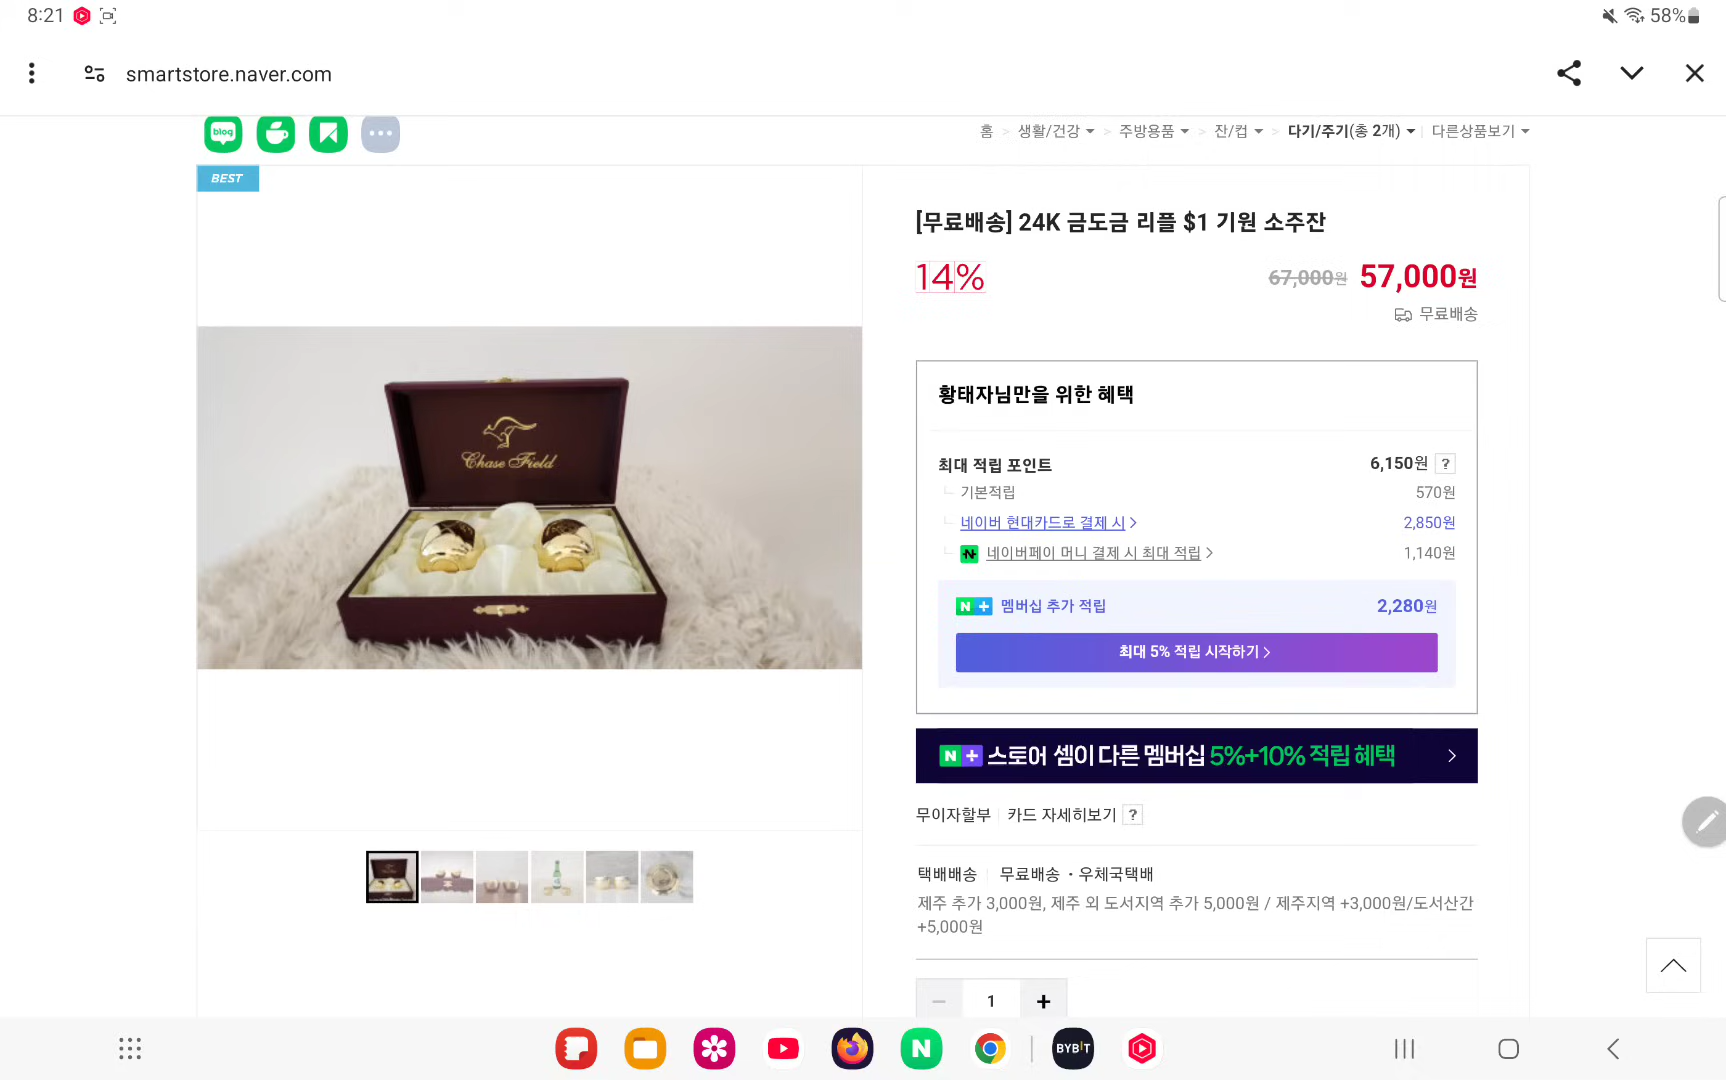 8:21
58%
smartstore.naver.com
blog
홈 > 생활/건강 > 주방용품 > 잔/컵 > 다기/주기(총 2개) 다른상품보기
BEST
[무료배송] 24K 금도금 리플 $1 기원 소주잔
14%
67,000원 57,000원
무료배송
Chase Field
황태자님만을 위한 혜택
최대 적립 포인트 6,150원 ?
기본적립 570원
네이버 현대카드로 결제 시 > 2,850원
N 네이버페이 머니 결제 시 최대 적립 > 1,140원
N+ 멤버십 추가 적립 2,280원
최대 5% 적립 시작하기 >
N+ 스토어 셈이 다른 멤버십 5%+10% 적립 혜택 >
무이자할부 카드 자세히보기 ?
택배배송 무료배송 · 우체국택배
제주 추가 3,000원, 제주 외 도서지역 추가 5,000원 / 제주지역 +3,000원/도서산간
+5,000원
− 1 +
N
BYBIT